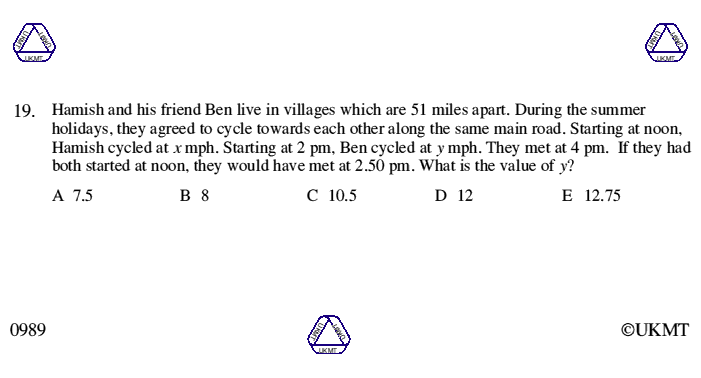 UKMT UKMT UKMT
UKMT UKMT UKMT
19. Hamish and his friend Ben live in villages which are 51 miles apart. During the summer
holidays, they agreed to cycle towards each other along the same main road. Starting at noon,
Hamish cycled at x mph. Starting at 2 pm, Ben cycled at y mph. They met at 4 pm. If they had
both started at noon, they would have met at 2.50 pm. What is the value of y?
A 7.5 B 8 C 10.5 D 12 E 12.75
0989
UKMT UKMT UKMT
©UKMT